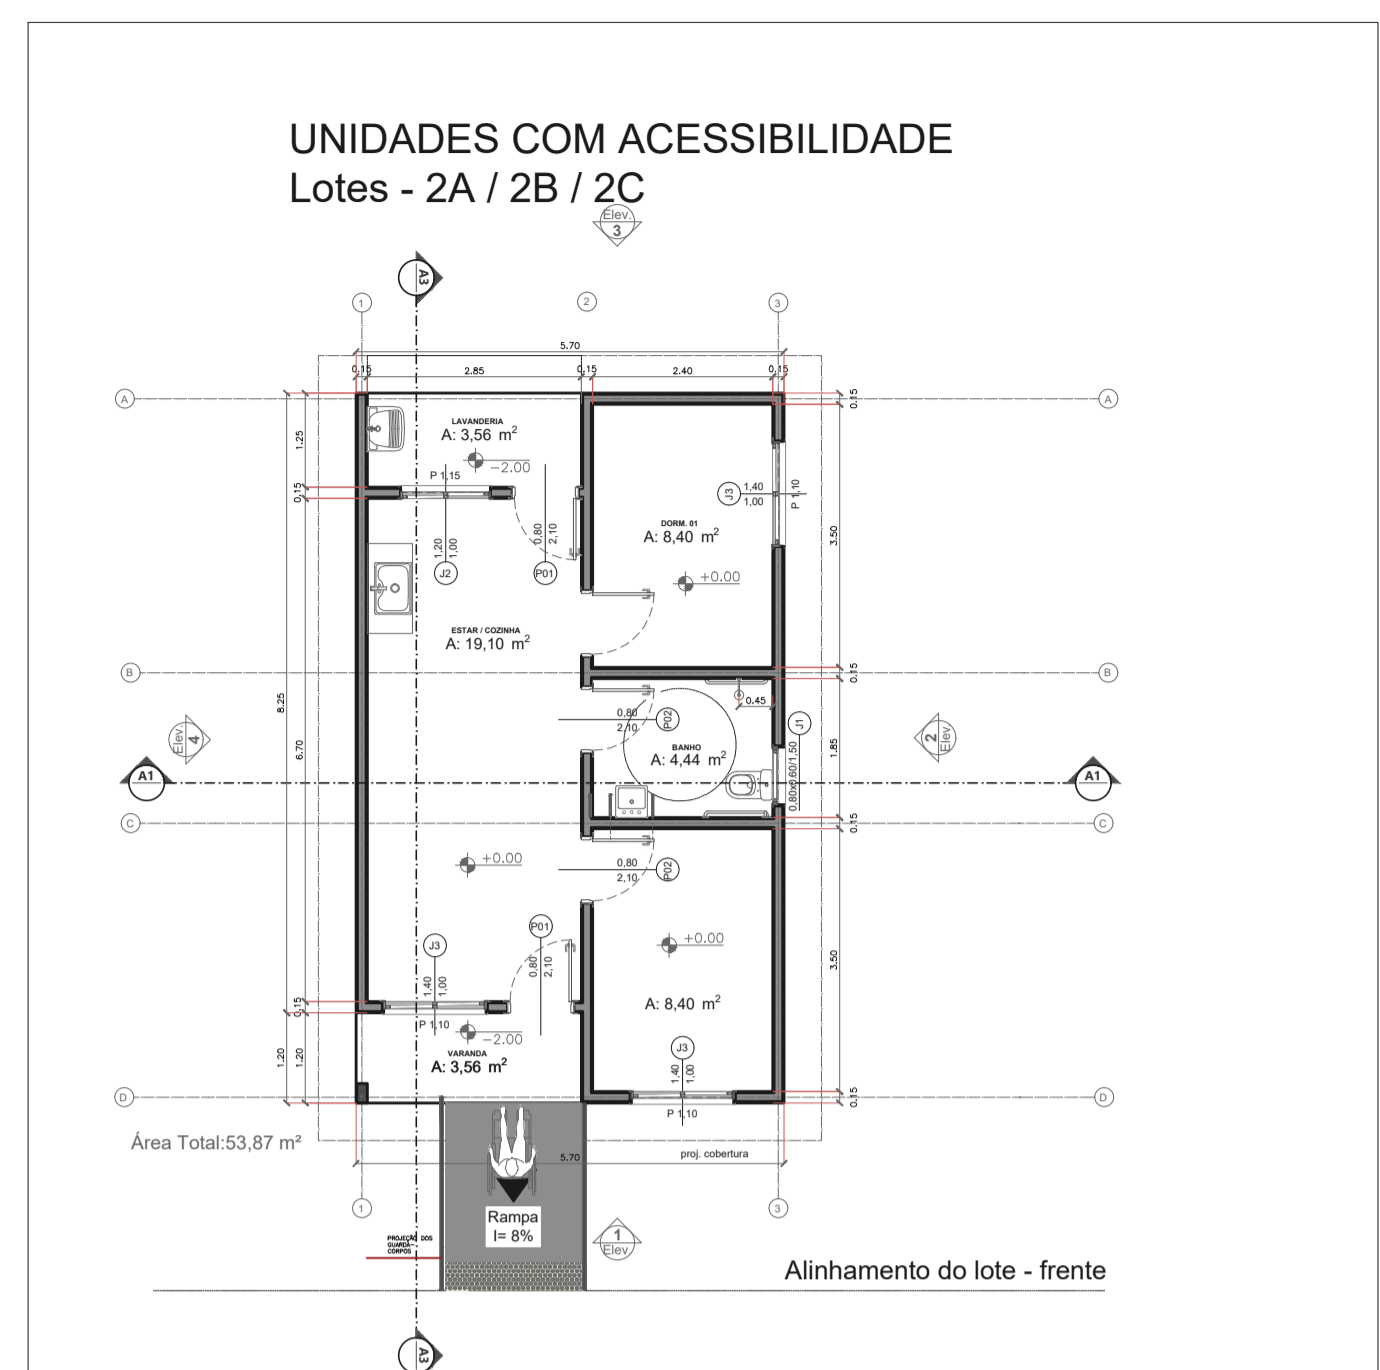 UNIDADES COM ACESSIBILIDADE
Lotes - 2A / 2B / 2C
Elev.
3
A3
1
2
3
5.70
0.15
2.85
0.15
2.40
0.15
A
A
0.15
1.25
LAVANDERIA
A: 3,56 m²
-2.00
P 1,15
0.15
J3
1,40
1,00
P 1,10
DORM. 01
A: 8,40 m²
3.50
1,20
1,00
J2
0,80
2,10
P01
+0.00
ESTAR / COZINHA
A: 19,10 m²
B
B
0.15
8.25
6.70
0.45
0,80
2,10
P02
BANHO
A: 4,44 m²
J1
0,80x0,60/1,50
1.85
Elev.
4
2
Elev.
A1
A1
C
C
0.15
+0.00
0,80
2,10
P02
P01
0,80
2,10
J3
1,40
1,00
+0.00
A: 8,40 m²
3.50
0.15
P 1,10
-2.00
VARANDA
A: 3,56 m²
1.20
1.20
J3
1,40
1,00
P 1,10
D
D
0.15
Área Total:53,87 m²
5.70
proj. cobertura
1
3
Rampa
I= 8%
PROJEÇÃO DOS
GUARDA-
CORPOS
1
Elev.
Alinhamento do lote - frente
A3